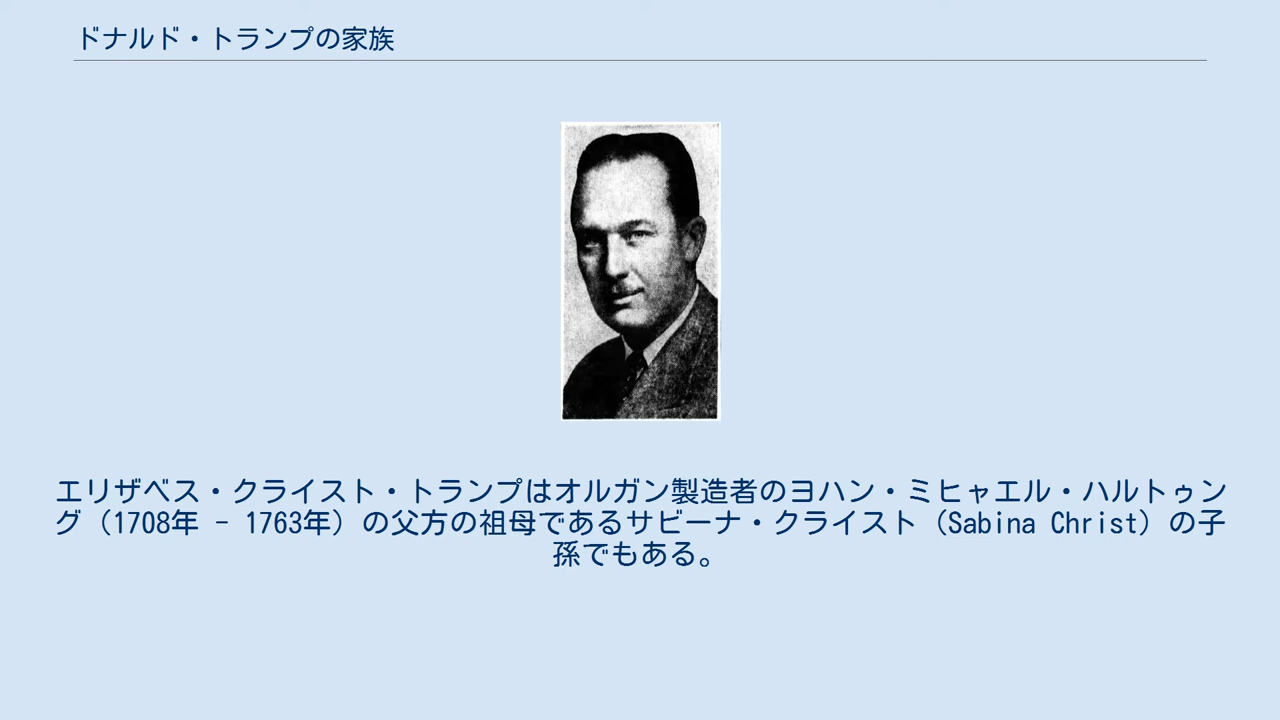 ドナルド・トランプの家族
エリザベス・クライスト・トランプはオルガン製造者のヨハン・ミヒャエル・ハルトゥン
グ（1708年 - 1763年）の父方の祖母であるサビーナ・クライスト（Sabina Christ）の子
孫でもある。